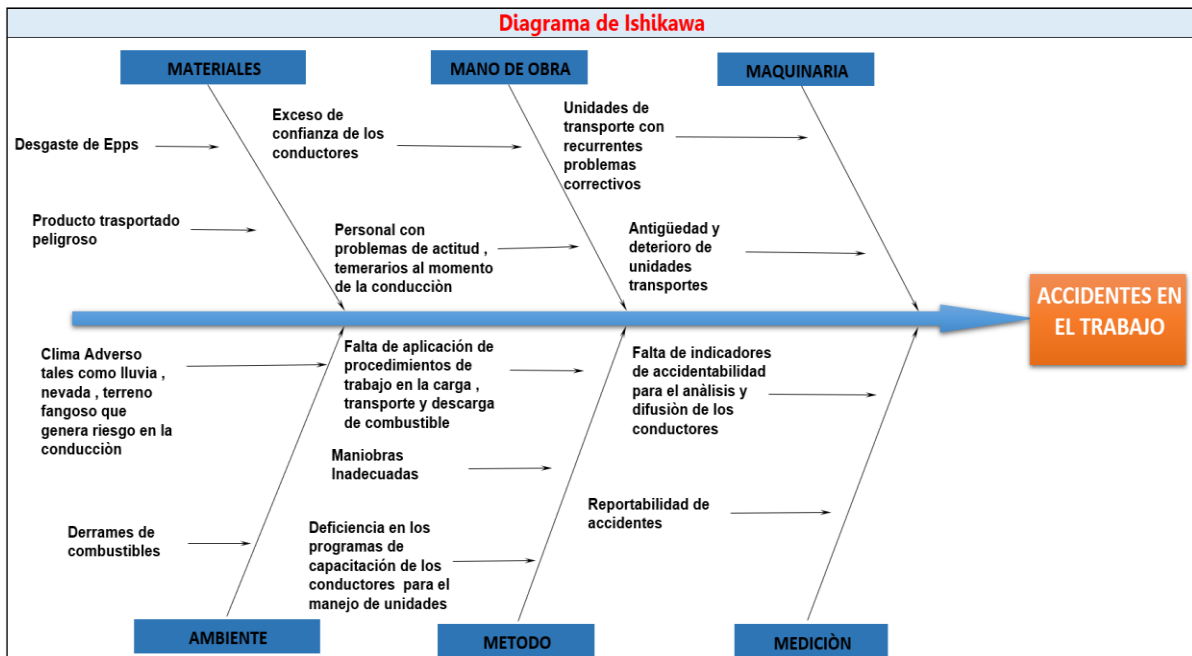 Diagrama de Ishikawa
MATERIALES
MANO DE OBRA
MAQUINARIA
Desgaste de Epps
Producto trasportado
peligroso
Exceso de
confianza de los
conductores
Personal con
problemas de actitud ,
temerarios al momento
de la conducciòn
Unidades de
transporte con
recurrentes
problemas
correctivos
Antigüedad y
deterioro de
unidades
transportes
ACCIDENTES EN
EL TRABAJO
Clima Adverso
tales como lluvia ,
nevada , terreno
fangoso que
genera riesgo en la
conducciòn
Derrames de
combustibles
Falta de aplicación de
procedimientos de
trabajo en la carga ,
transporte y descarga
de combustible
Maniobras
Inadecuadas
Deficiencia en los
programas de
capacitación de los
conductores para el
manejo de unidades
Falta de indicadores
de accidentabilidad
para el anàlisis y
difusiòn de los
conductores
Reportabilidad de
accidentes
AMBIENTE
METODO
MEDICIÒN